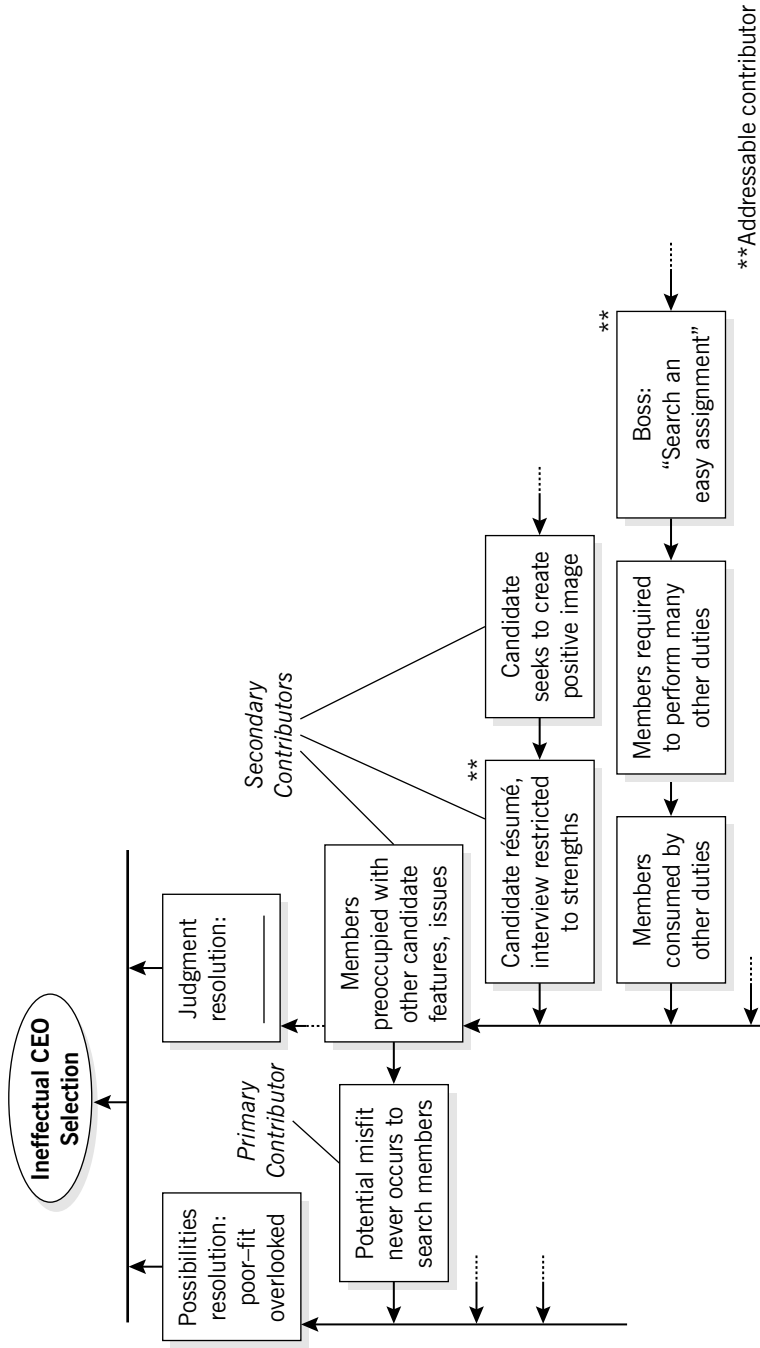 Ineffectual CEO
Selection
Possibilities
resolution:
poor–fit
overlooked
Judgment
resolution:
Primary
Contributor
Secondary
Contributors
Potential misfit
never occurs to
search members
Members
preoccupied with
other candidate
features, issues
**
Candidate résumé,
interview restricted
to strengths
Candidate
seeks to create
positive image
Members
consumed by
other duties
Members required
to perform many
other duties
**
Boss:
“Search an
easy assignment”
**Addressable contributor